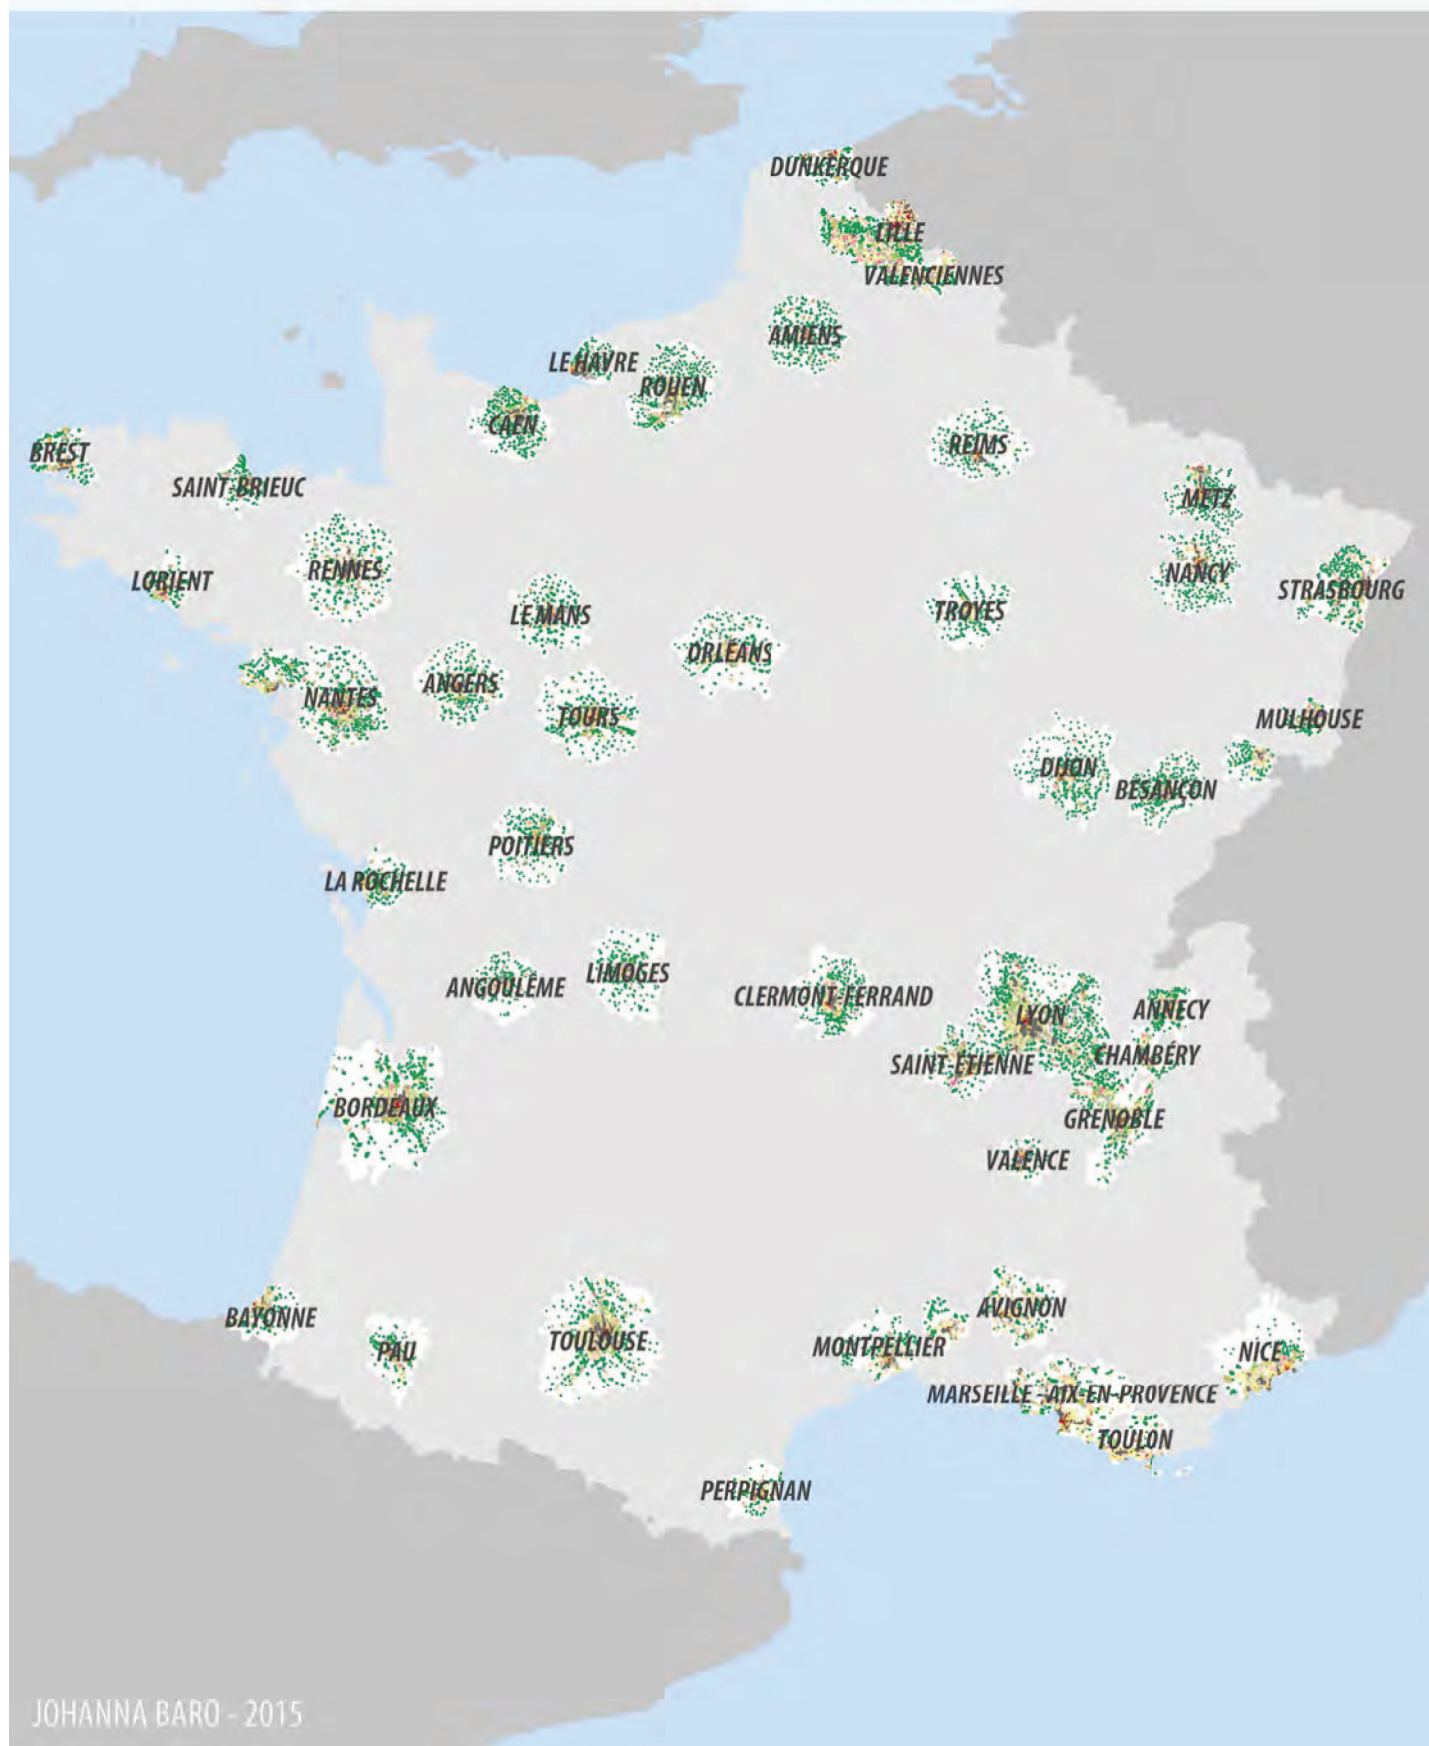 DUNKERQUE
LILLE
VALENCIENNES
AMIENS
LE HAVRE
ROUEN
CAEN
REIMS
BREST
SAINT-BRIEUC
METZ
RENNES
LORIENT
NANCY
STRASBOURG
LE MANS
TROYES
ORLÉANS
ANGERS
NANTES
TOURS
MULHOUSE
DIJON
BESANÇON
POITIERS
LA ROCHELLE
LIMOGES
ANGOULÊME
CLERMONT-FERRAND
LYON
ANNECY
CHAMBÉRY
SAINT-ETIENNE
BORDEAUX
GRENOBLE
VALENCE
AVIGNON
BAYONNE
TOULOUSE
MONTPELLIER
PAU
NICE
MARSEILLE - AIX-EN-PROVENCE
TOULON
PERPIGNAN
JOHANNA BARO - 2015